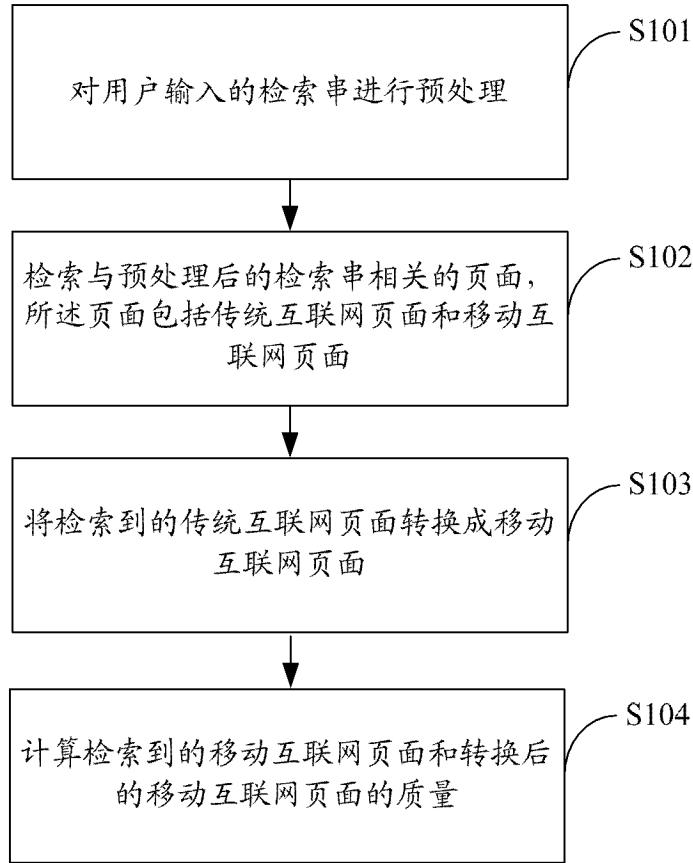 S101
对用户输入的检索串进行预处理
S102
检索与预处理后的检索串相关的页面，
所述页面包括传统互联网页面和移动互
联网页面
S103
将检索到的传统互联网页面转换成移动
互联网页面
S104
计算检索到的移动互联网页面和转换后
的移动互联网页面的质量